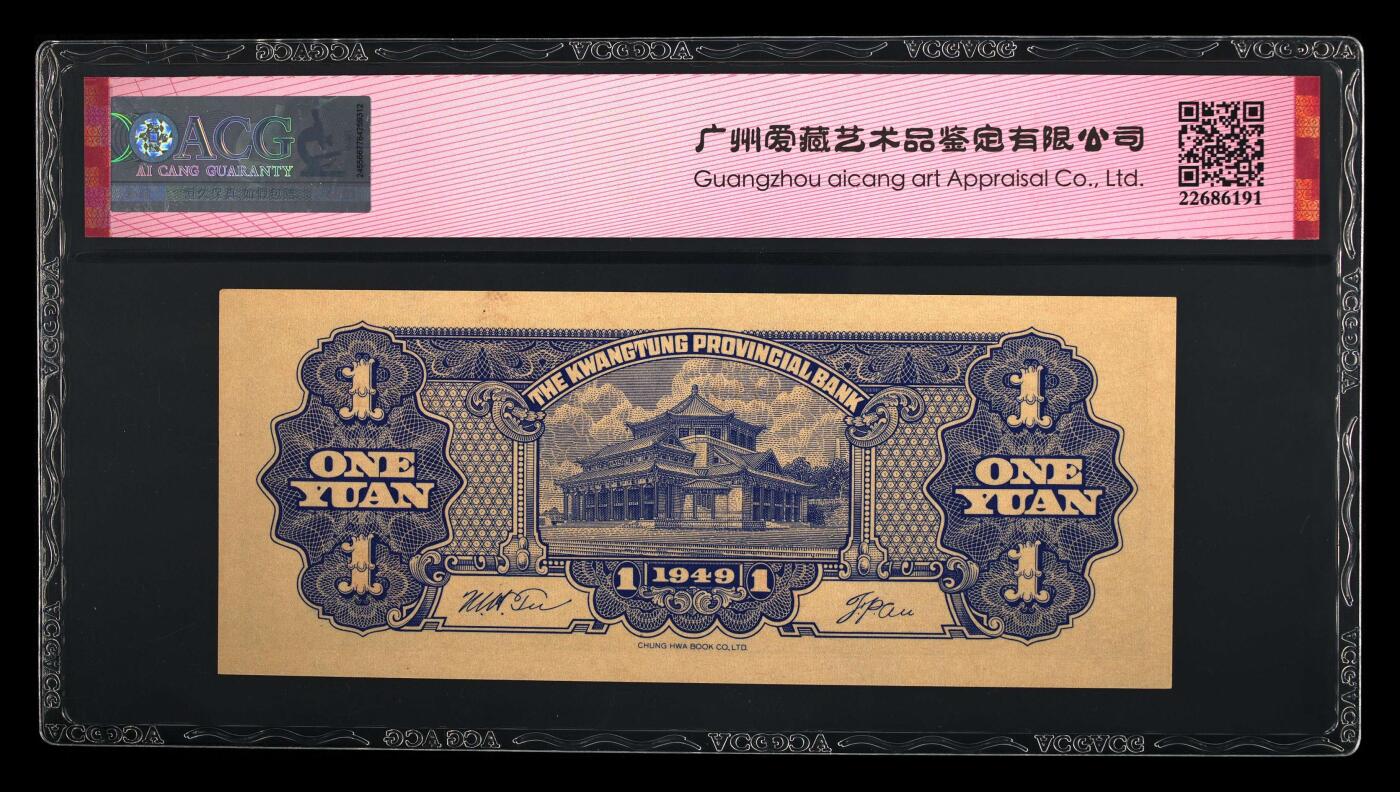 ACG
AI CANG GUARANTY
2455667784759312
广州爱藏艺术品鉴定有限公司
Guangzhou aicang art Appraisal Co., Ltd.
22686191
THE KWANGTUNG PROVINCIAL BANK
1
1
ONE
YUAN
ONE
YUAN
1
1
1 1949 1
CHUNG HWA BOOK CO., LTD.